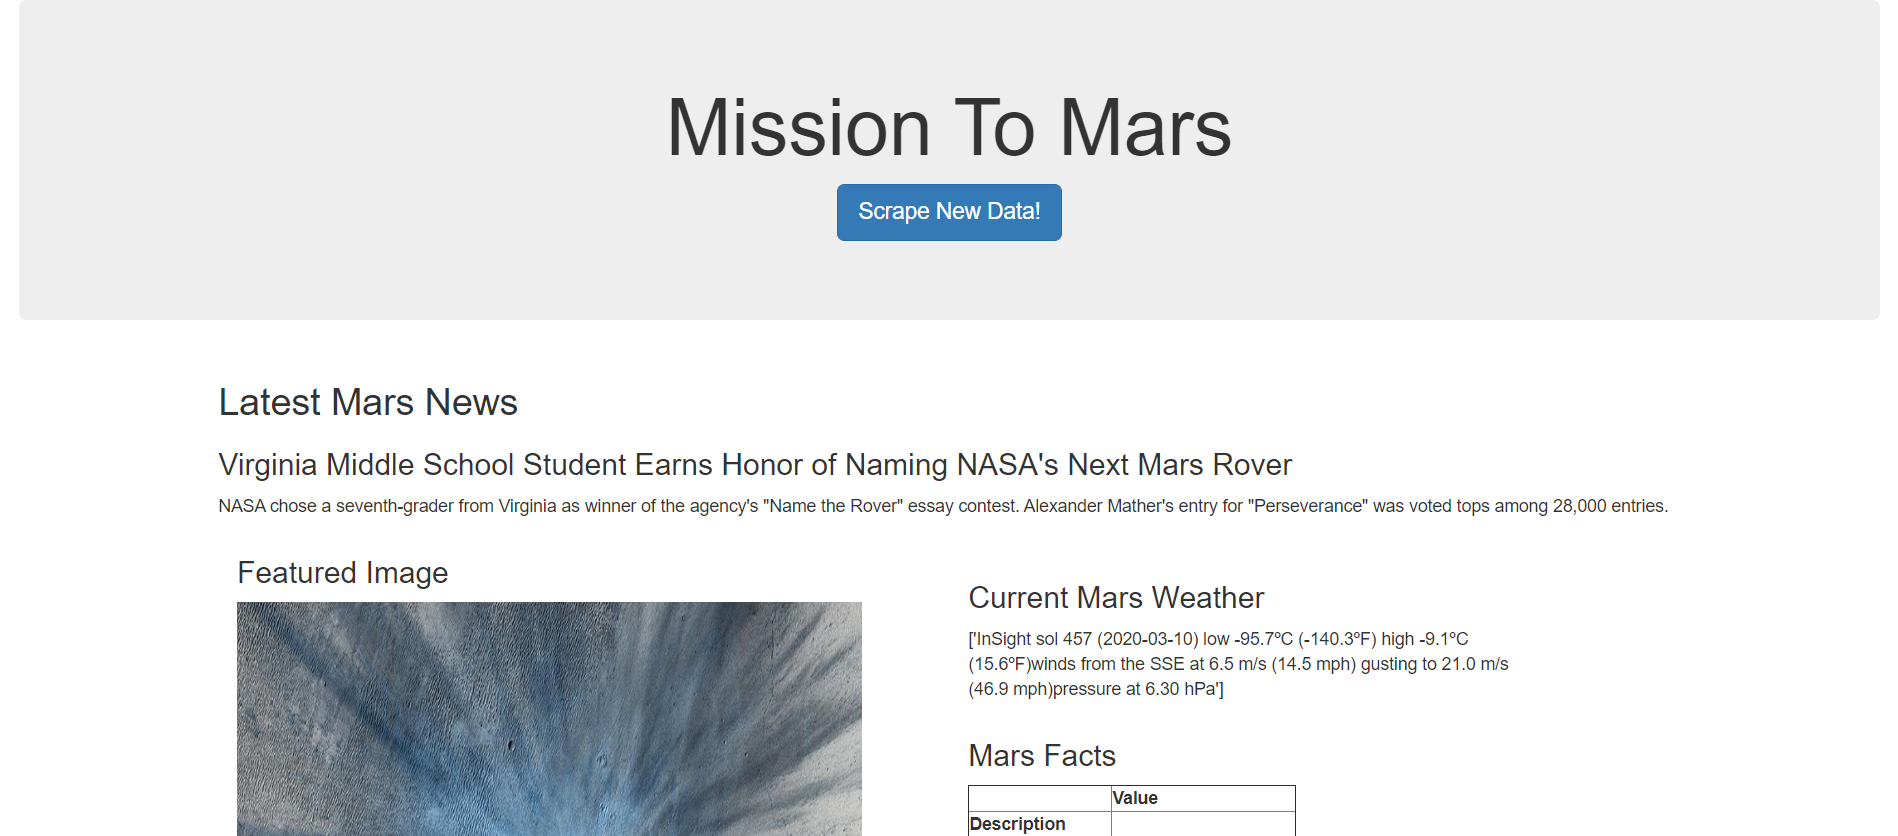 Mission To Mars
Scrape New Data!
Latest Mars News
Virginia Middle School Student Earns Honor of Naming NASA's Next Mars Rover
NASA chose a seventh-grader from Virginia as winner of the agency's "Name the Rover" essay contest. Alexander Mather's entry for "Perseverance" was voted tops among 28,000 entries.
Featured Image
Current Mars Weather
['InSight sol 457 (2020-03-10) low -95.7ºC (-140.3ºF) high -9.1ºC
(15.6ºF)winds from the SSE at 6.5 m/s (14.5 mph) gusting to 21.0 m/s
(46.9 mph)pressure at 6.30 hPa']
Mars Facts
Value
Description